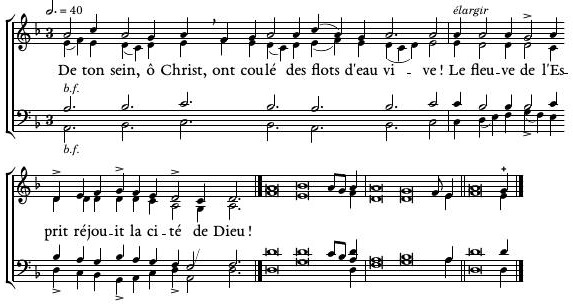 𝅗𝅥. = 40
élargir
De ton sein, ô Christ, ont coulé des flots d'eau vi - ve ! Le fleu-ve de l'Es-
b.f.
b.f.
prit réjou-it la ci-té de Dieu !